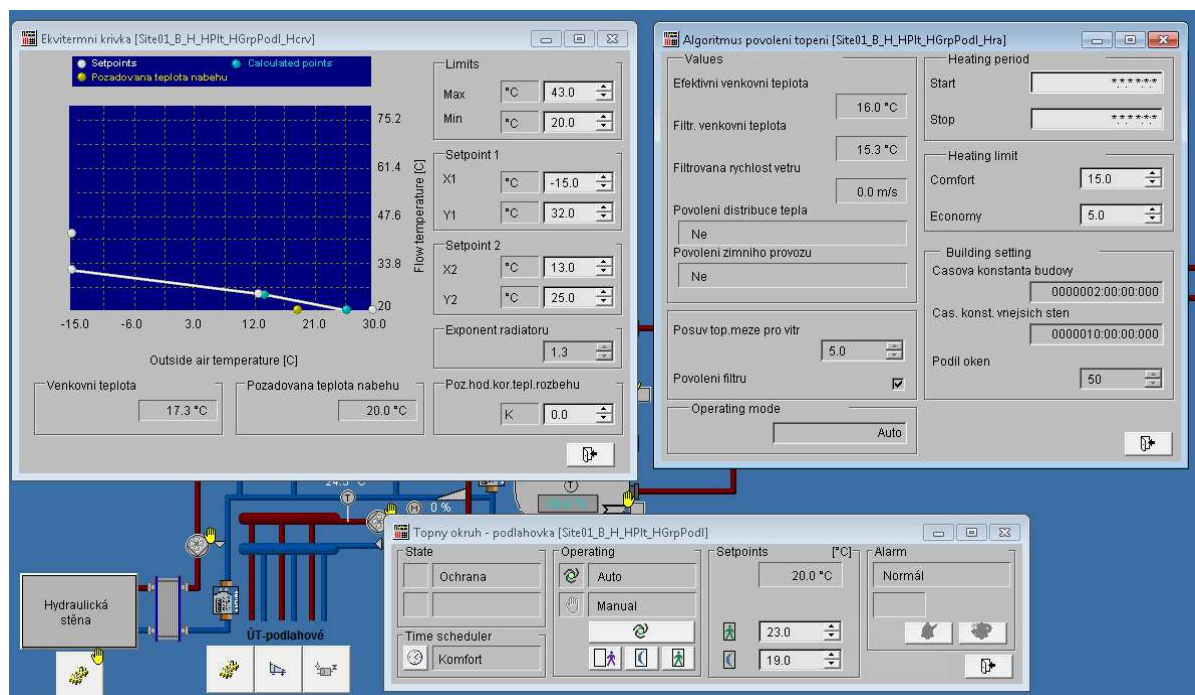 Ekvitermni krivka [Site01_B_H_HPlt_HGrpPodl_Hcrv]
Setpoints
Calculated points
Pozadovana teplota nabehu
75.2
61.4
47.6
33.8
20
Flow temperature [C]
-15.0 -6.0 3.0 12.0 21.0 30.0
Outside air temperature [C]
Venkovni teplota
17.3 °C
Pozadovana teplota nabehu
20.0 °C
Limits
Max °C 43.0
Min °C 20.0
Setpoint 1
X1 °C -15.0
Y1 °C 32.0
Setpoint 2
X2 °C 13.0
Y2 °C 25.0
Exponent radiatoru
1.3
Poz.hod.kor.tepl.rozbehu
K 0.0
Algoritmus povoleni topeni [Site01_B_H_HPlt_HGrpPodl_Hra]
Values
Efektivni venkovni teplota
16.0 °C
Filtr. venkovni teplota
15.3 °C
Filtrovana rychlost vetru
0.0 m/s
Povoleni distribuce tepla
Ne
Povoleni zimniho provozu
Ne
Posuv top.meze pro vitr
5.0
Povoleni filtru
Operating mode
Auto
Heating period
Start
Stop
Heating limit
Comfort 15.0
Economy 5.0
Building setting
Casova konstanta budovy
0000002:00:00:000
Cas. konst. vnejsich sten
0000010:00:00:000
Podil oken
50
T
T
M 0 %
Hydraulická
stěna
ÚT-podlahové
Topny okruh - podlahovka [Site01_B_H_HPlt_HGrpPodl]
State
Ochrana
Time scheduler
Komfort
Operating
Auto
Manual
Setpoints [°C]
20.0 °C
23.0
19.0
Alarm
Normál